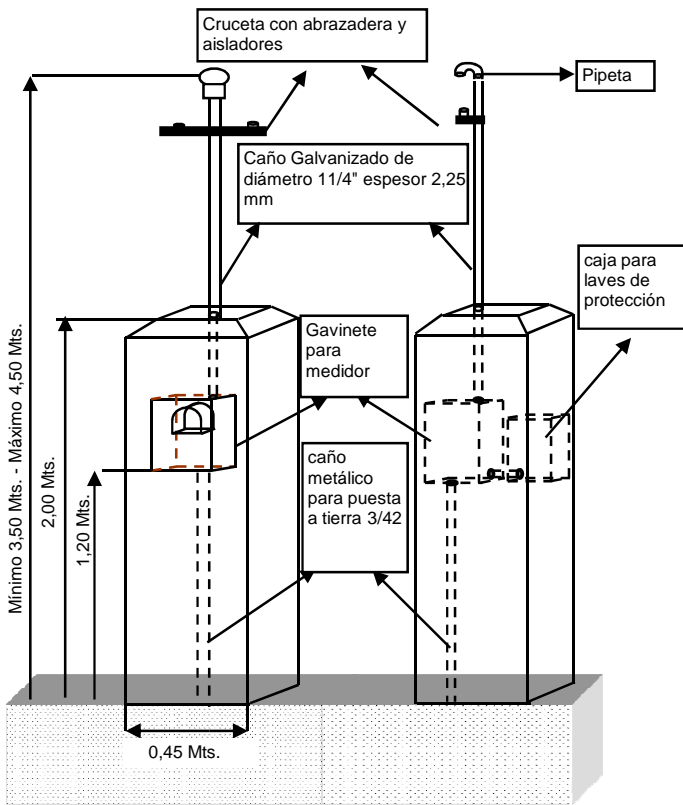 Cruceta con abrazadera y
aisladores
Pipeta
Caño Galvanizado de
diámetro 11/4" espesor 2,25
mm
caja para
laves de
protección
Gavinete
para
medidor
caño
metálico
para puesta
a tierra 3/42
Mínimo 3,50 Mts. - Máximo 4,50 Mts.
2,00 Mts.
1,20 Mts.
0,45 Mts.